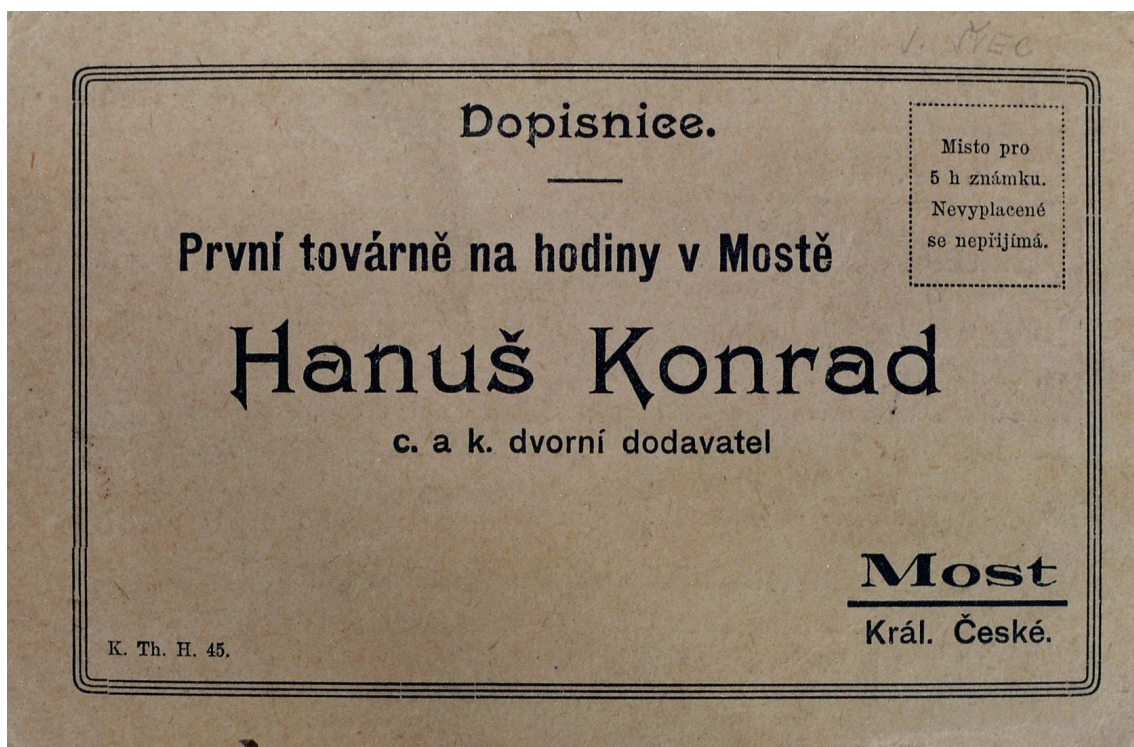 Dopisnice.
Misto pro
5 h známku.
Nevyplacené
se nepřijímá.
První továrně na hodiny v Mostě
Hanuš Konrad
c. a k. dvorní dodavatel
Most
Král. České.
K. Th. H. 45.